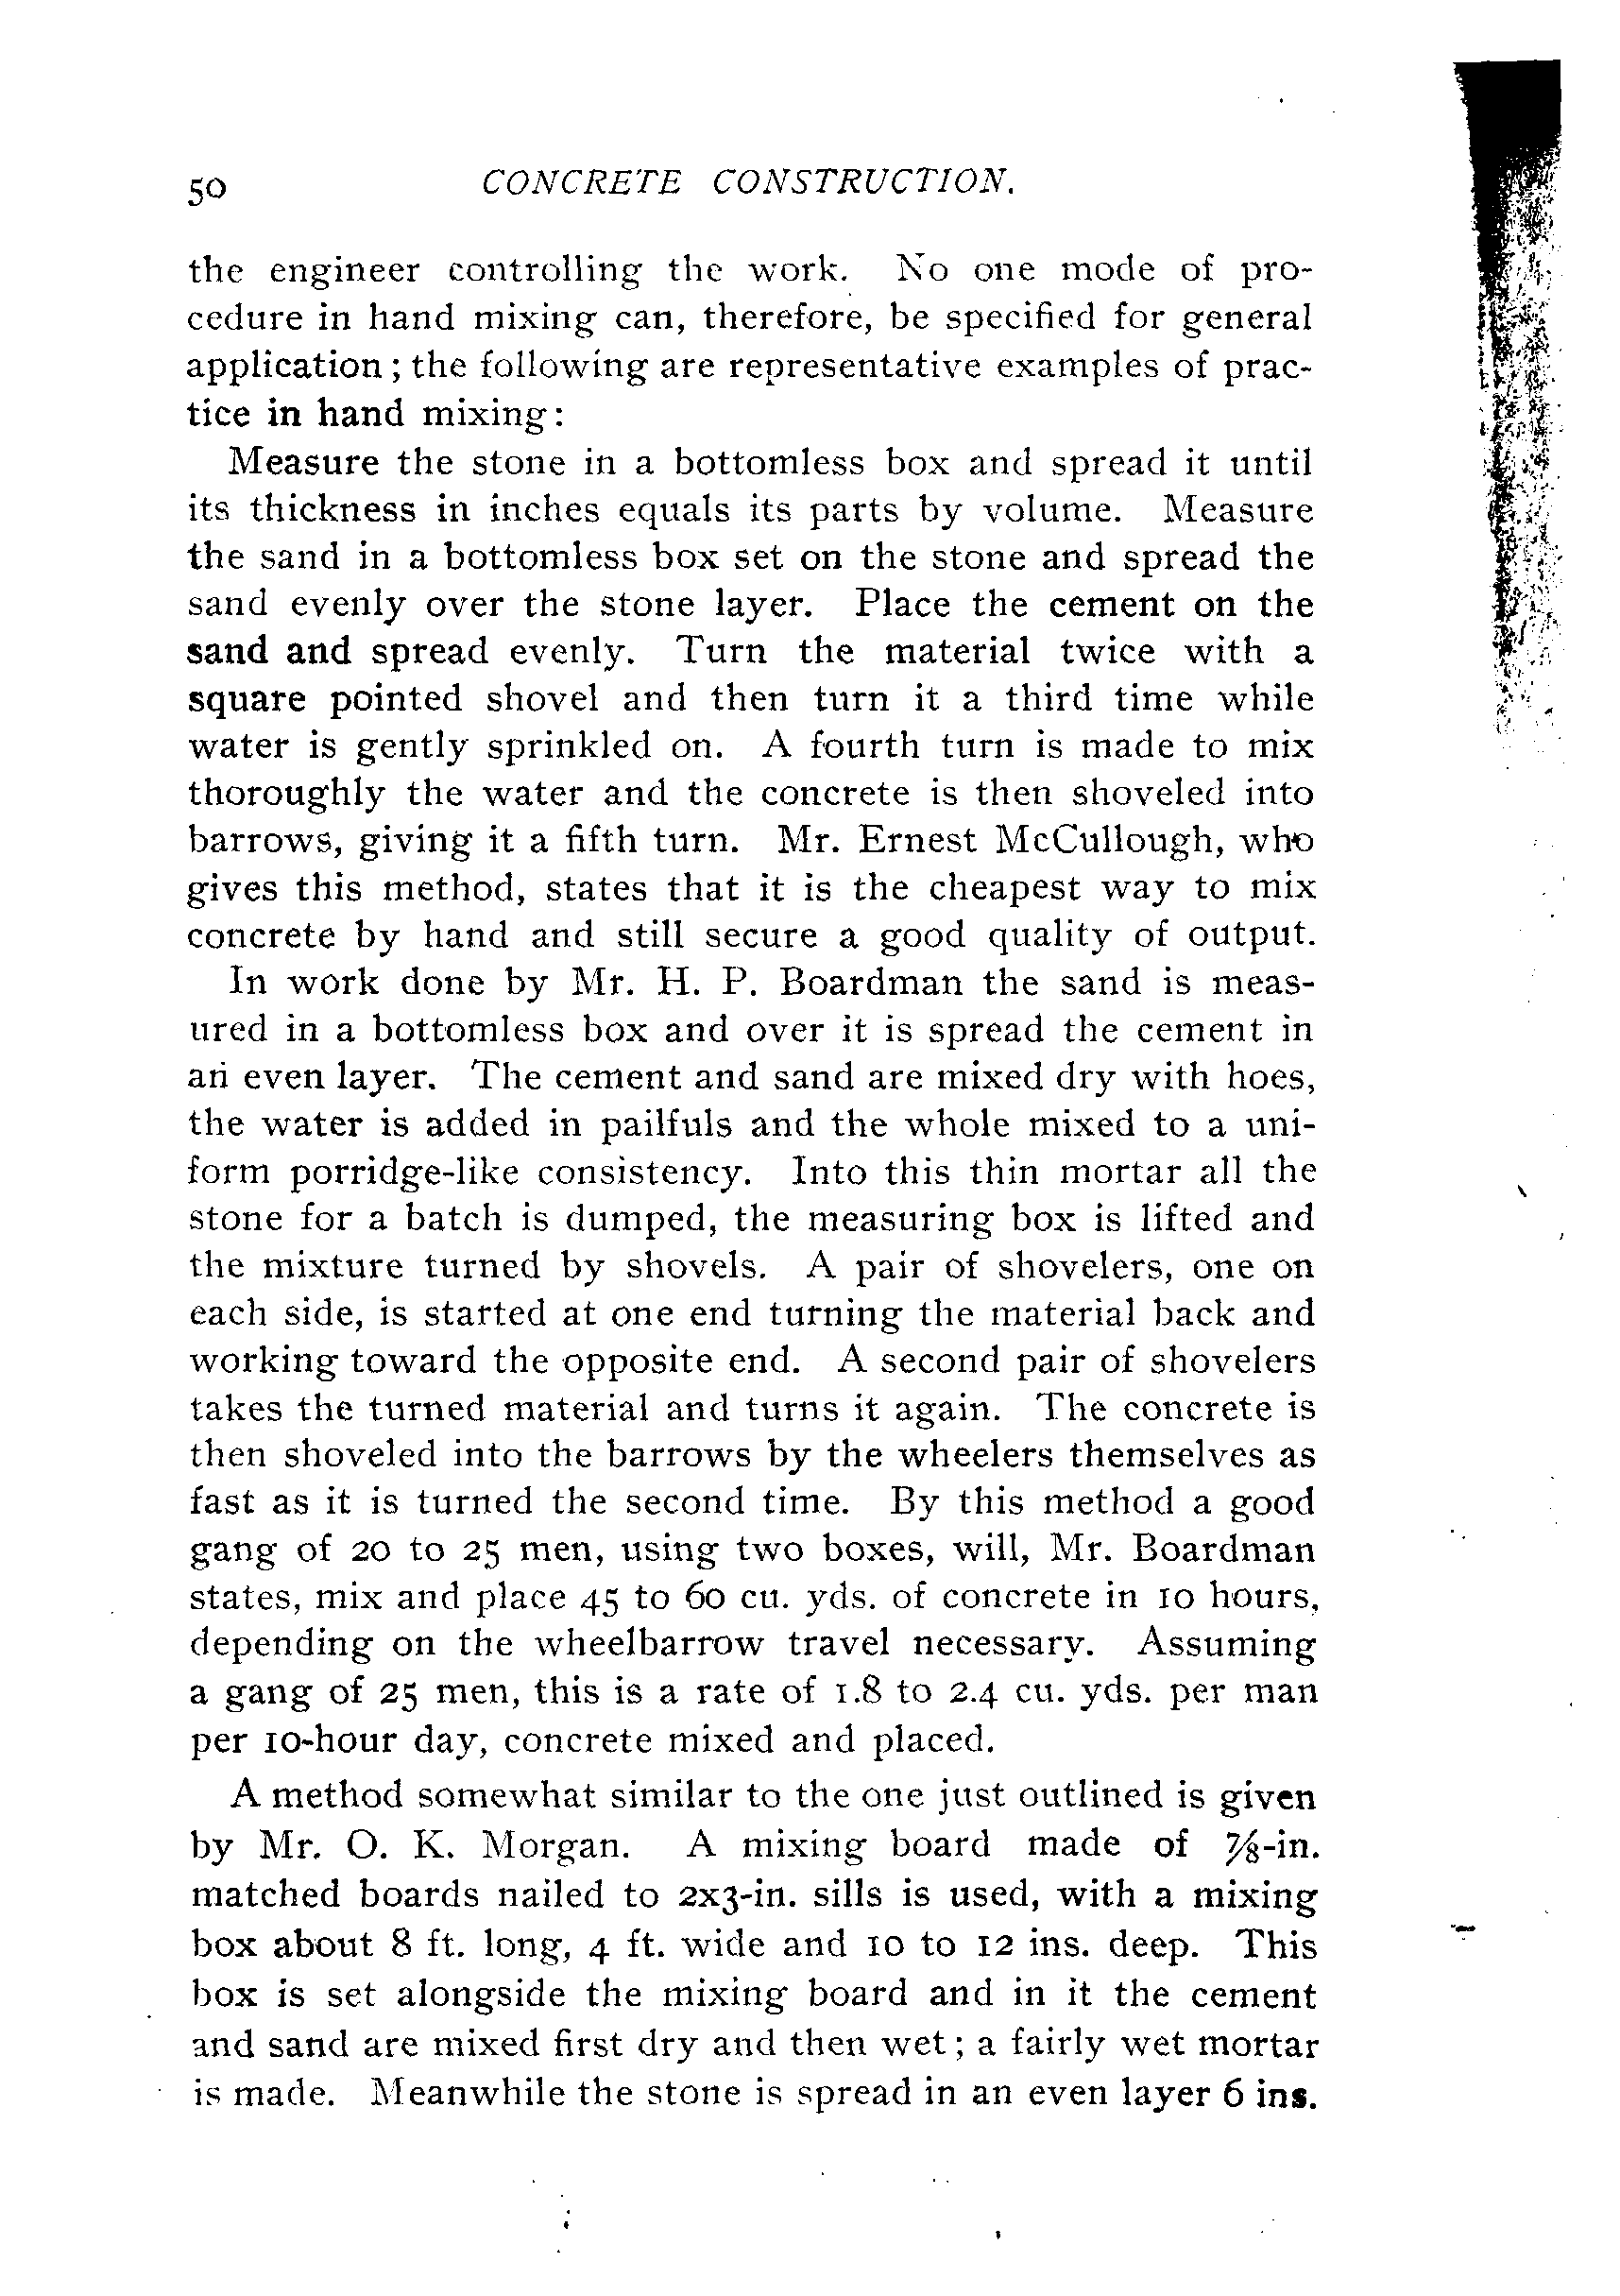 50 CONCRETE CONSTRUCTION.
the engineer controlling the work. No one mode of pro-
cedure in hand mixing can, therefore, be specified for general
application; the following are representative examples of prac-
tice in hand mixing:
Measure the stone in a bottomless box and spread it until
its thickness in inches equals its parts by volume. Measure
the sand in a bottomless box set on the stone and spread the
sand evenly over the stone layer. Place the cement on the
sand and spread evenly. Turn the material twice with a
square pointed shovel and then turn it a third time while
water is gently sprinkled on. A fourth turn is made to mix
thoroughly the water and the concrete is then shoveled into
barrows, giving it a fifth turn. Mr. Ernest McCullough, who
gives this method, states that it is the cheapest way to mix
concrete by hand and still secure a good quality of output.
In work done by Mr. H. P. Boardman the sand is meas-
ured in a bottomless box and over it is spread the cement in
an even layer. The cement and sand are mixed dry with hoes,
the water is added in pailfuls and the whole mixed to a uni-
form porridge-like consistency. Into this thin mortar all the
stone for a batch is dumped, the measuring box is lifted and
the mixture turned by shovels. A pair of shovelers, one on
each side, is started at one end turning the material back and
working toward the opposite end. A second pair of shovelers
takes the turned material and turns it again. The concrete is
then shoveled into the barrows by the wheelers themselves as
fast as it is turned the second time. By this method a good
gang of 20 to 25 men, using two boxes, will, Mr. Boardman
states, mix and place 45 to 60 cu. yds. of concrete in 10 hours,
depending on the wheelbarrow travel necessary. Assuming
a gang of 25 men, this is a rate of 1.8 to 2.4 cu. yds. per man
per 10-hour day, concrete mixed and placed.
A method somewhat similar to the one just outlined is given
by Mr. O. K. Morgan. A mixing board made of ⅞-in.
matched boards nailed to 2x3-in. sills is used, with a mixing
box about 8 ft. long, 4 ft. wide and 10 to 12 ins. deep. This
box is set alongside the mixing board and in it the cement
and sand are mixed first dry and then wet; a fairly wet mortar
is made. Meanwhile the stone is spread in an even layer 6 ins.